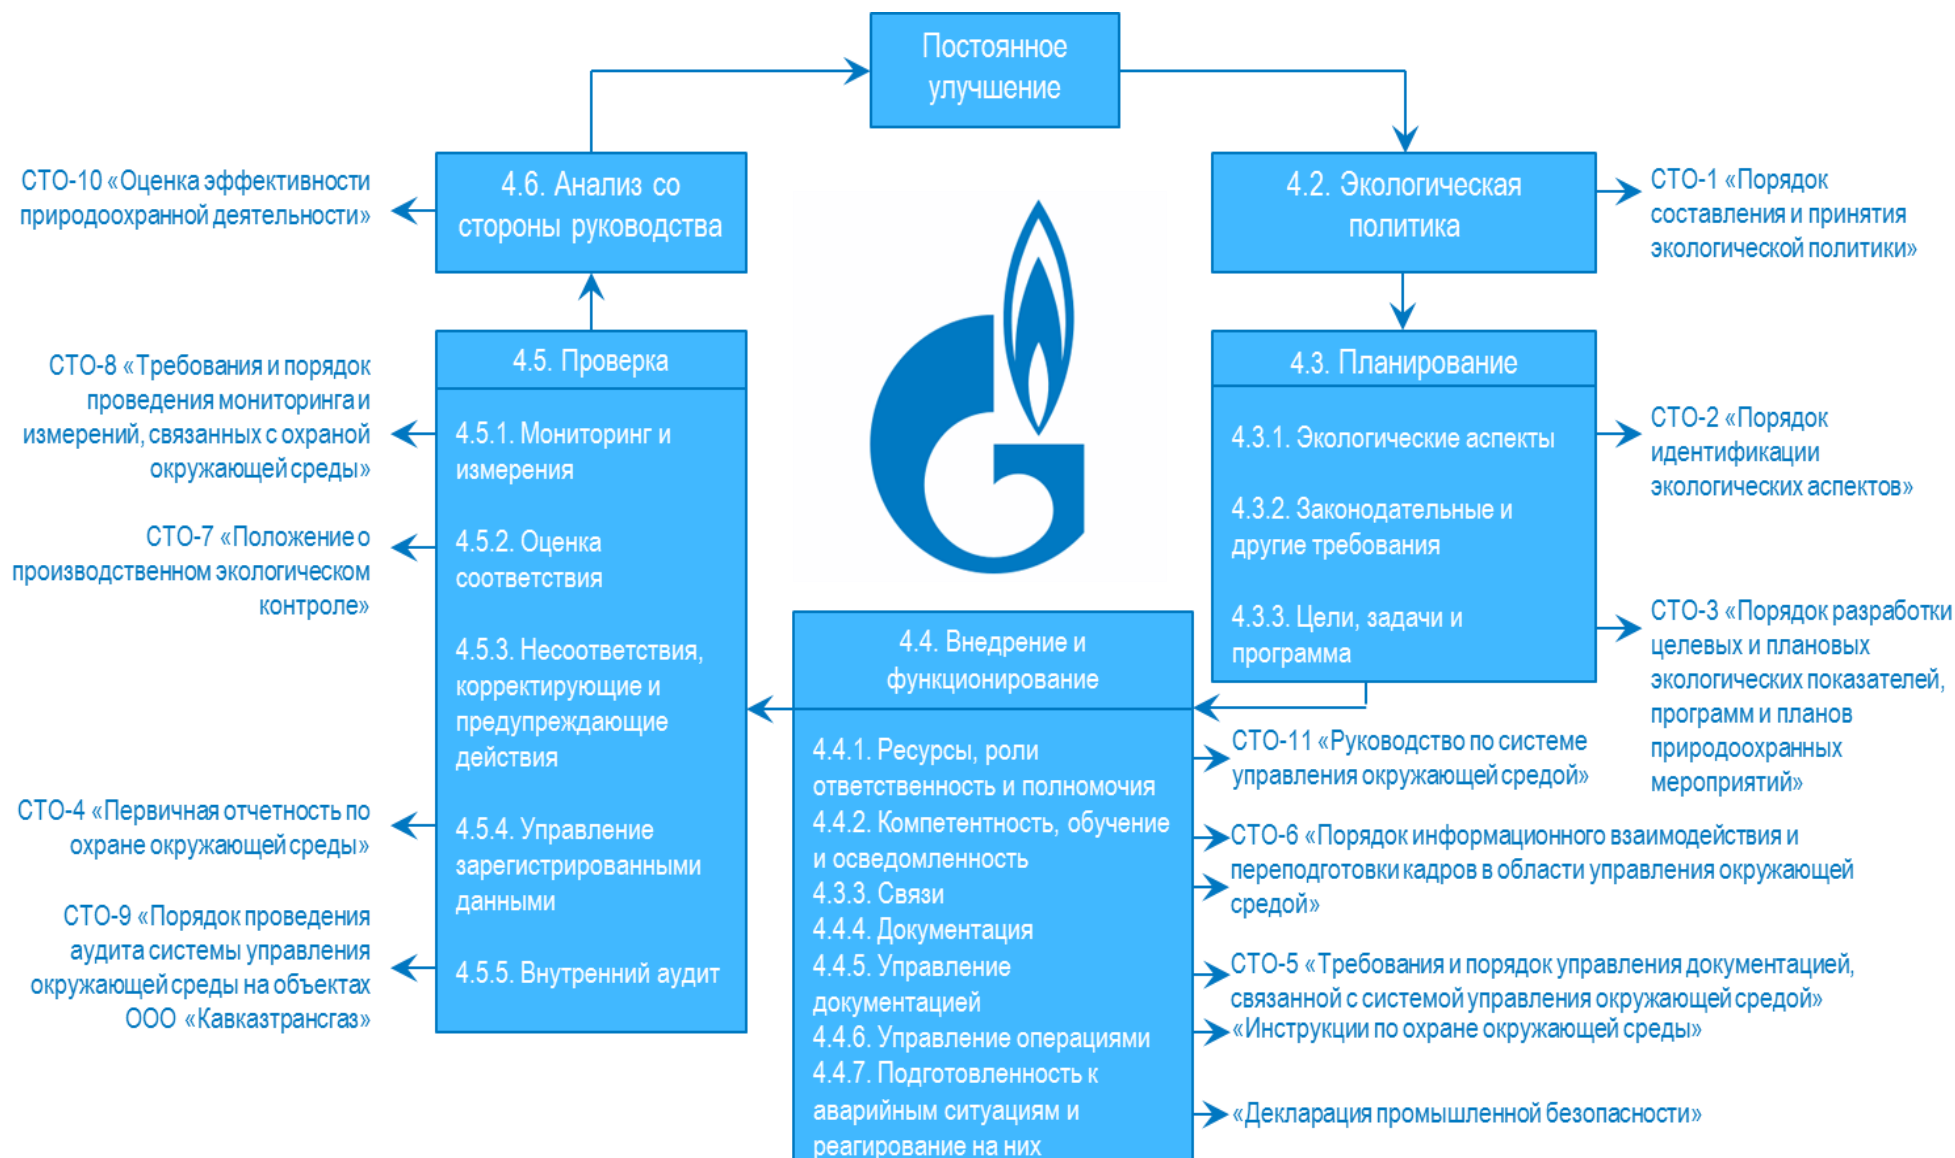 Постоянное
улучшение
4.6. Анализ со
стороны руководства
СТО-10 «Оценка эффективности
природоохранной деятельности»
4.2. Экологическая
политика
СТО-1 «Порядок
составления и принятия
экологической политики»
4.5. Проверка
4.5.1. Мониторинг и
измерения
4.5.2. Оценка
соответствия
4.5.3. Несоответствия,
корректирующие и
предупреждающие
действия
4.5.4. Управление
зарегистрированными
данными
4.5.5. Внутренний аудит
СТО-8 «Требования и порядок
проведения мониторинга и
измерений, связанных с охраной
окружающей среды»
СТО-7 «Положение о
производственном экологическом
контроле»
СТО-4 «Первичная отчетность по
охране окружающей среды»
СТО-9 «Порядок проведения
аудита системы управления
окружающей среды на объектах
ООО «Кавказтрансгаз»
4.3. Планирование
4.3.1. Экологические аспекты
4.3.2. Законодательные и
другие требования
4.3.3. Цели, задачи и
программа
СТО-2 «Порядок
идентификации
экологических аспектов»
СТО-3 «Порядок разработки
целевых и плановых
экологических показателей,
программ и планов
природоохранных
мероприятий»
4.4. Внедрение и
функционирование
4.4.1. Ресурсы, роли
ответственность и полномочия
4.4.2. Компетентность, обучение
и осведомленность
4.3.3. Связи
4.4.4. Документация
4.4.5. Управление
документацией
4.4.6. Управление операциями
4.4.7. Подготовленность к
аварийным ситуациям и
реагирование на них
СТО-11 «Руководство по системе
управления окружающей средой»
СТО-6 «Порядок информационного взаимодействия и
переподготовки кадров в области управления окружающей
средой»
СТО-5 «Требования и порядок управления документацией,
связанной с системой управления окружающей средой»
«Инструкции по охране окружающей среды»
«Декларация промышленной безопасности»